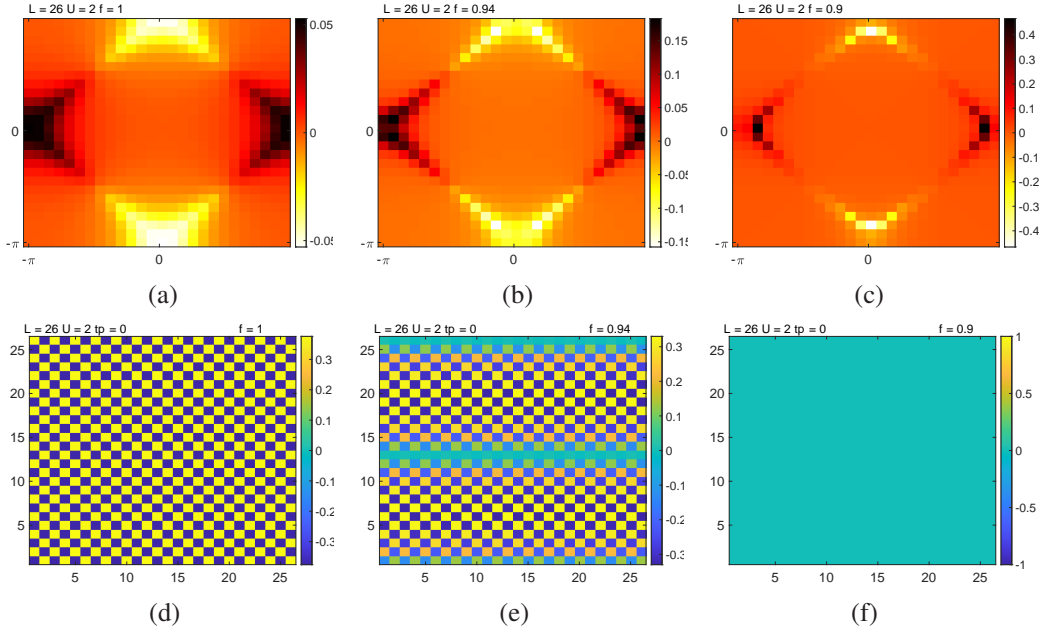 L = 26 U = 2 f = 1
0
-π
-π
0
0.05
0
-0.05
(a)
L = 26 U = 2 f = 0.94
0
-π
-π
0
0.15
0.1
0.05
0
-0.05
-0.1
-0.15
(b)
L = 26 U = 2 f = 0.9
0
-π
-π
0
0.4
0.3
0.2
0.1
0
-0.1
-0.2
-0.3
-0.4
(c)
L = 26 U = 2 tp = 0 f = 1
25
20
15
10
5
5 10 15 20 25
0.3
0.2
0.1
0
-0.1
-0.2
-0.3
(d)
L = 26 U = 2 tp = 0 f = 0.94
25
20
15
10
5
5 10 15 20 25
0.3
0.2
0.1
0
-0.1
-0.2
-0.3
(e)
L = 26 U = 2 tp = 0 f = 0.9
25
20
15
10
5
5 10 15 20 25
1
0.5
0
-0.5
-1
(f)